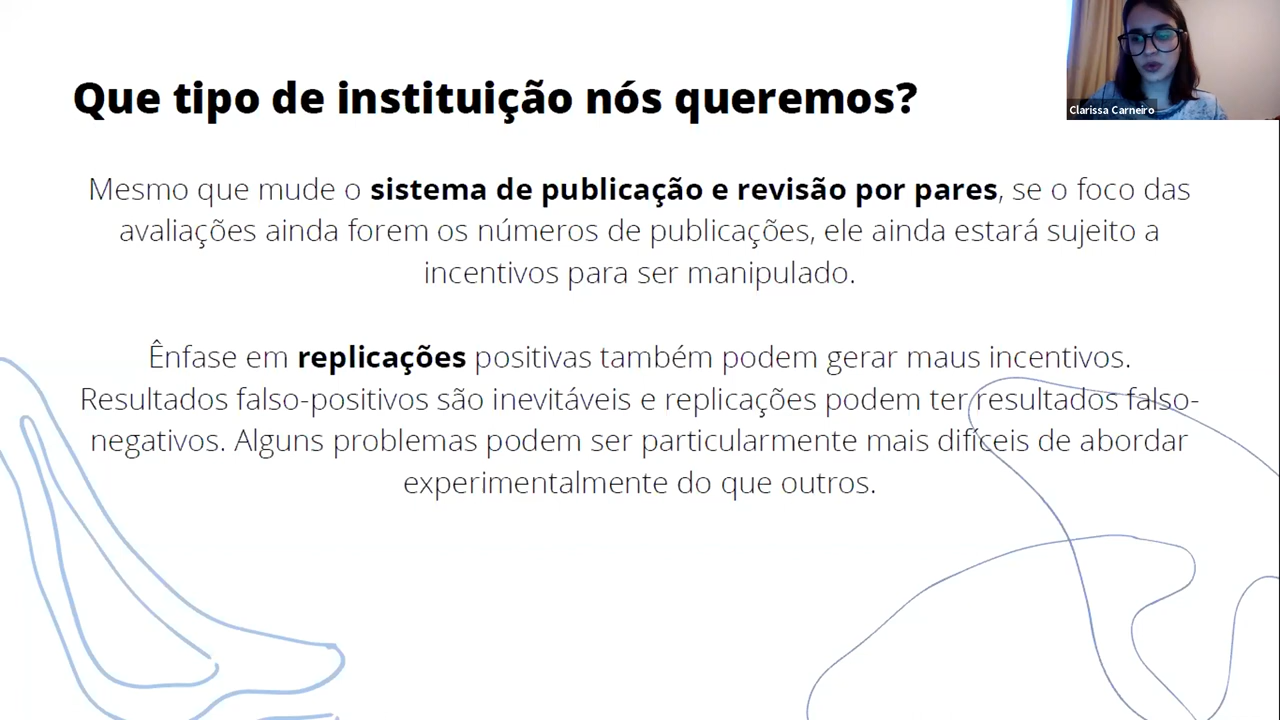 Que tipo de instituição nós queremos?
Clarissa Carneiro
Mesmo que mude o sistema de publicação e revisão por pares, se o foco das
avaliações ainda forem os números de publicações, ele ainda estará sujeito a
incentivos para ser manipulado.
Ênfase em replicações positivas também podem gerar maus incentivos.
Resultados falso-positivos são inevitáveis e replicações podem ter resultados falso-
negativos. Alguns problemas podem ser particularmente mais difíceis de abordar
experimentalmente do que outros.